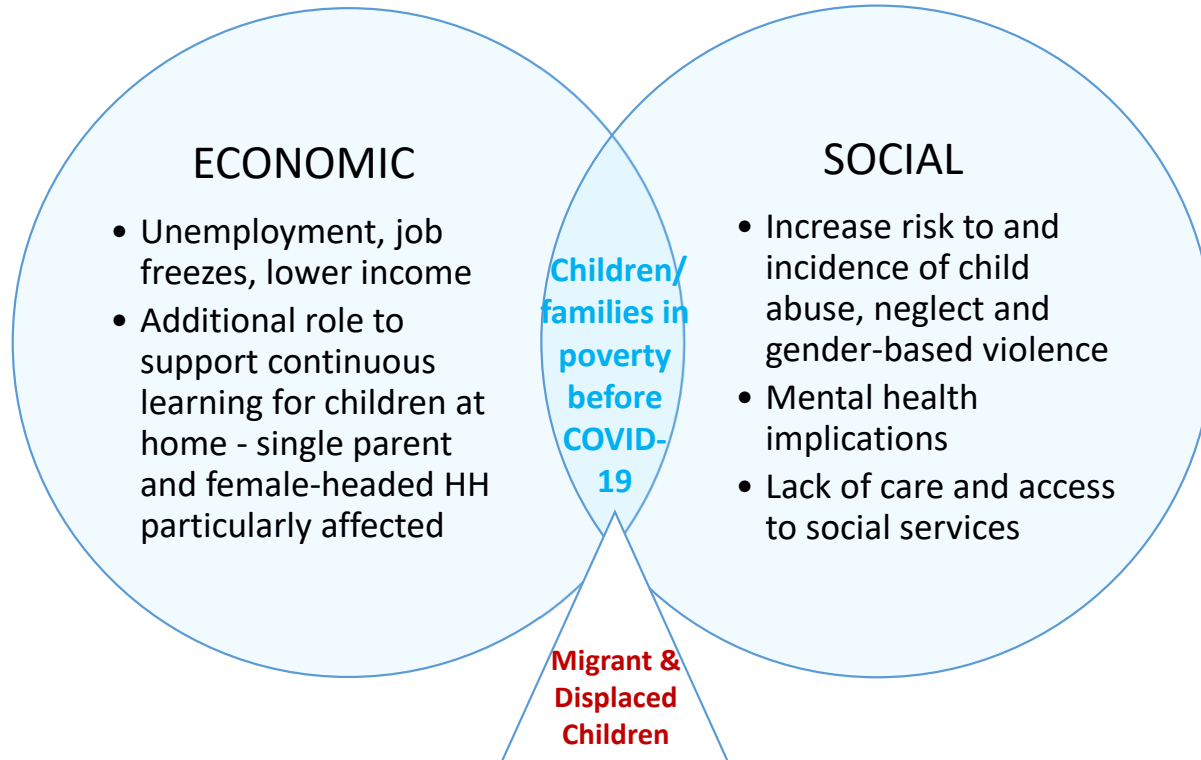 ECONOMIC
• Unemployment, job
freezes, lower income
• Additional role to
support continuous
learning for children at
home - single parent
and female-headed HH
particularly affected
Children/
families in
poverty
before
COVID-
19
SOCIAL
• Increase risk to and
incidence of child
abuse, neglect and
gender-based violence
• Mental health
implications
• Lack of care and access
to social services
Migrant &
Displaced
Children